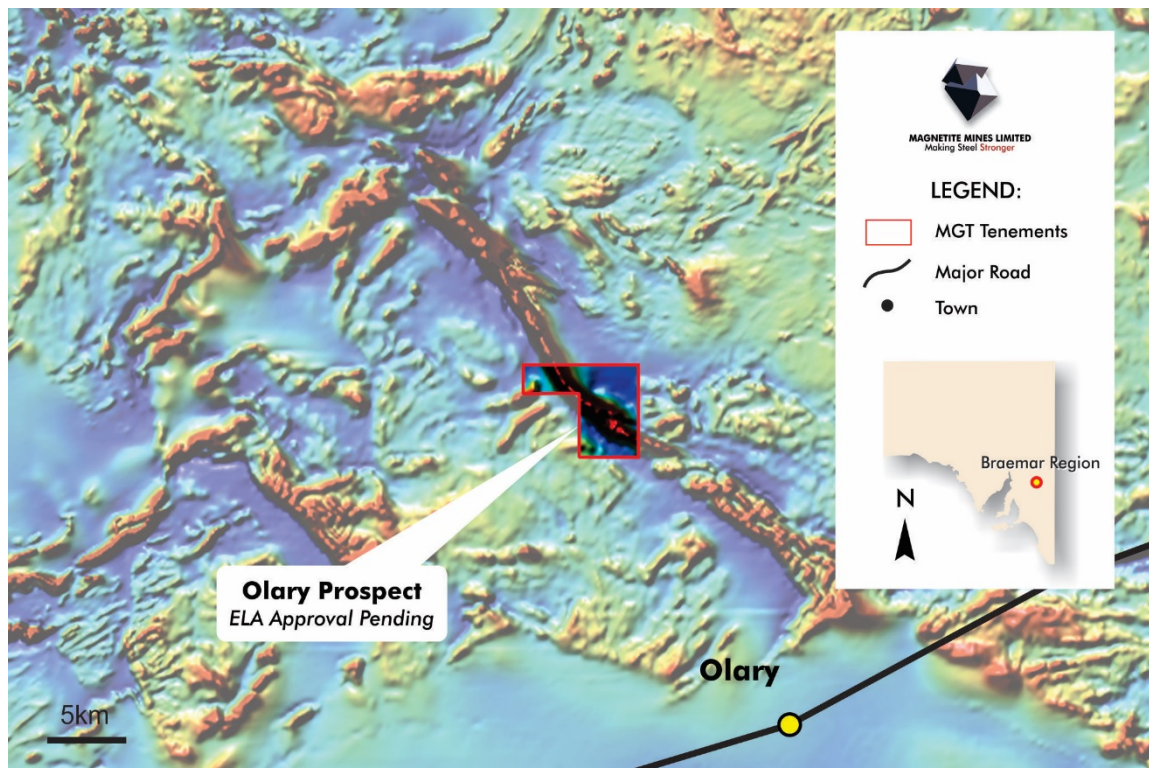 MAGNETITE MINES LIMITED
Making Steel Stronger
LEGEND:
MGT Tenements
Major Road
Town
Braemar Region
N
Olary Prospect
ELA Approval Pending
Olary
5km